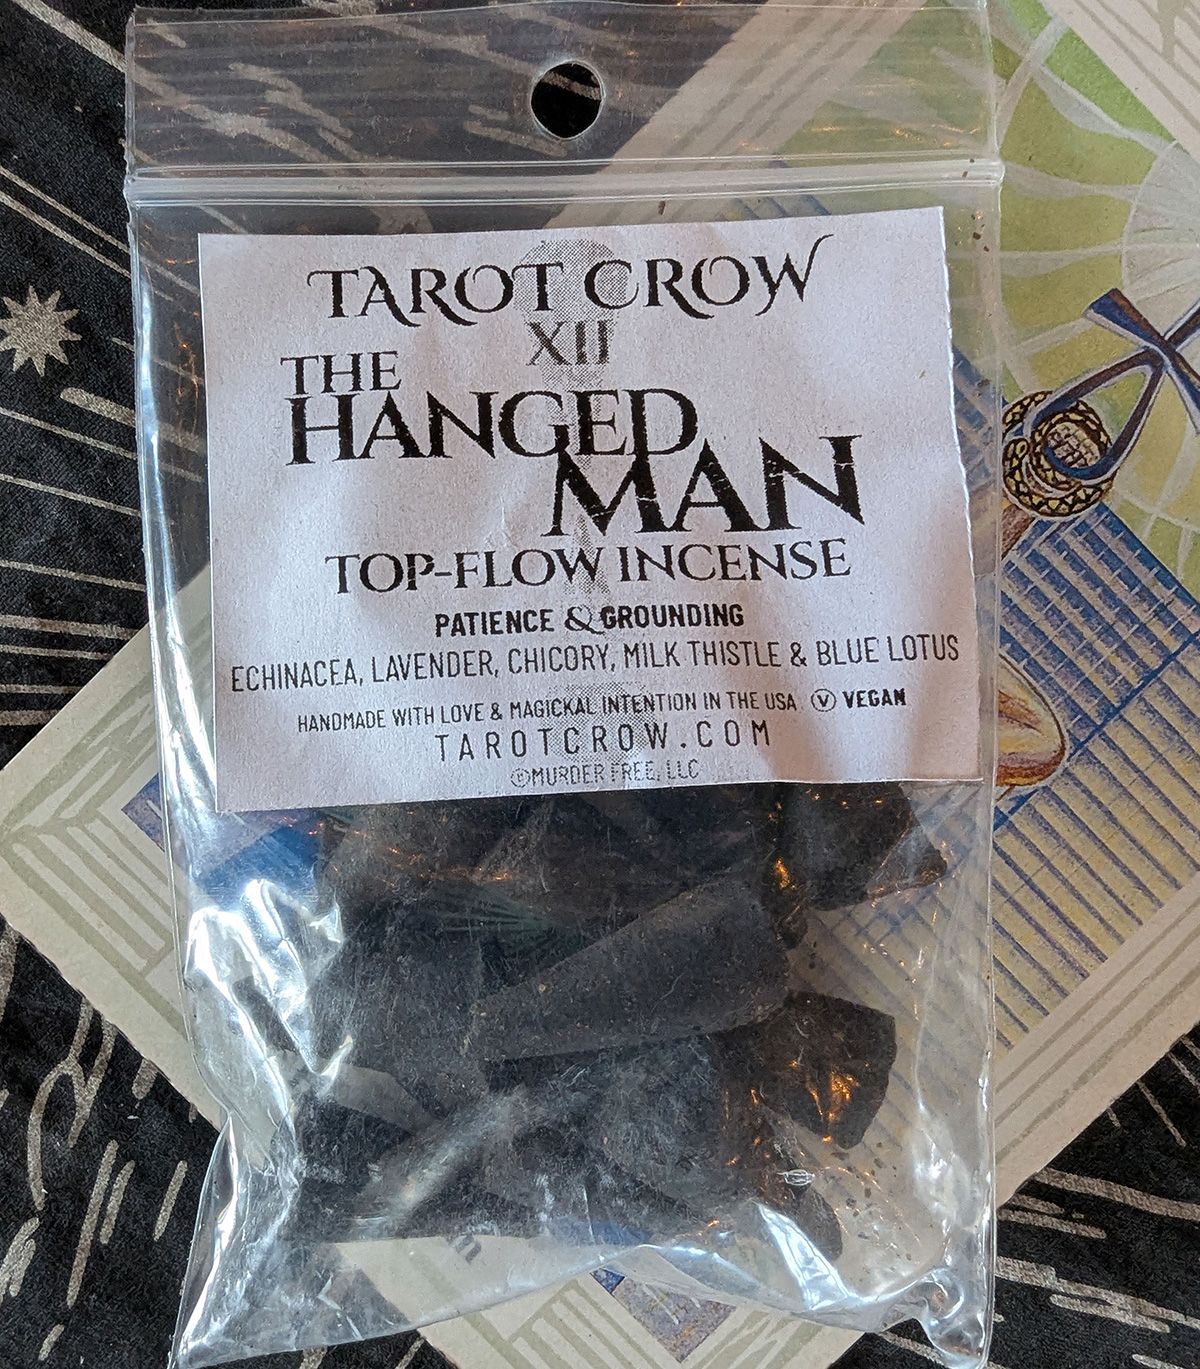 TAROT CROW
XII
THE
HANGED
MAN
TOP-FLOW INCENSE
PATIENCE & GROUNDING
ECHINACEA, LAVENDER, CHICORY, MILK THISTLE & BLUE LOTUS
HANDMADE WITH LOVE & MAGICKAL INTENTION IN THE USA Ⓥ VEGAN
TAROTCROW.COM
MURDER FREE, LLC